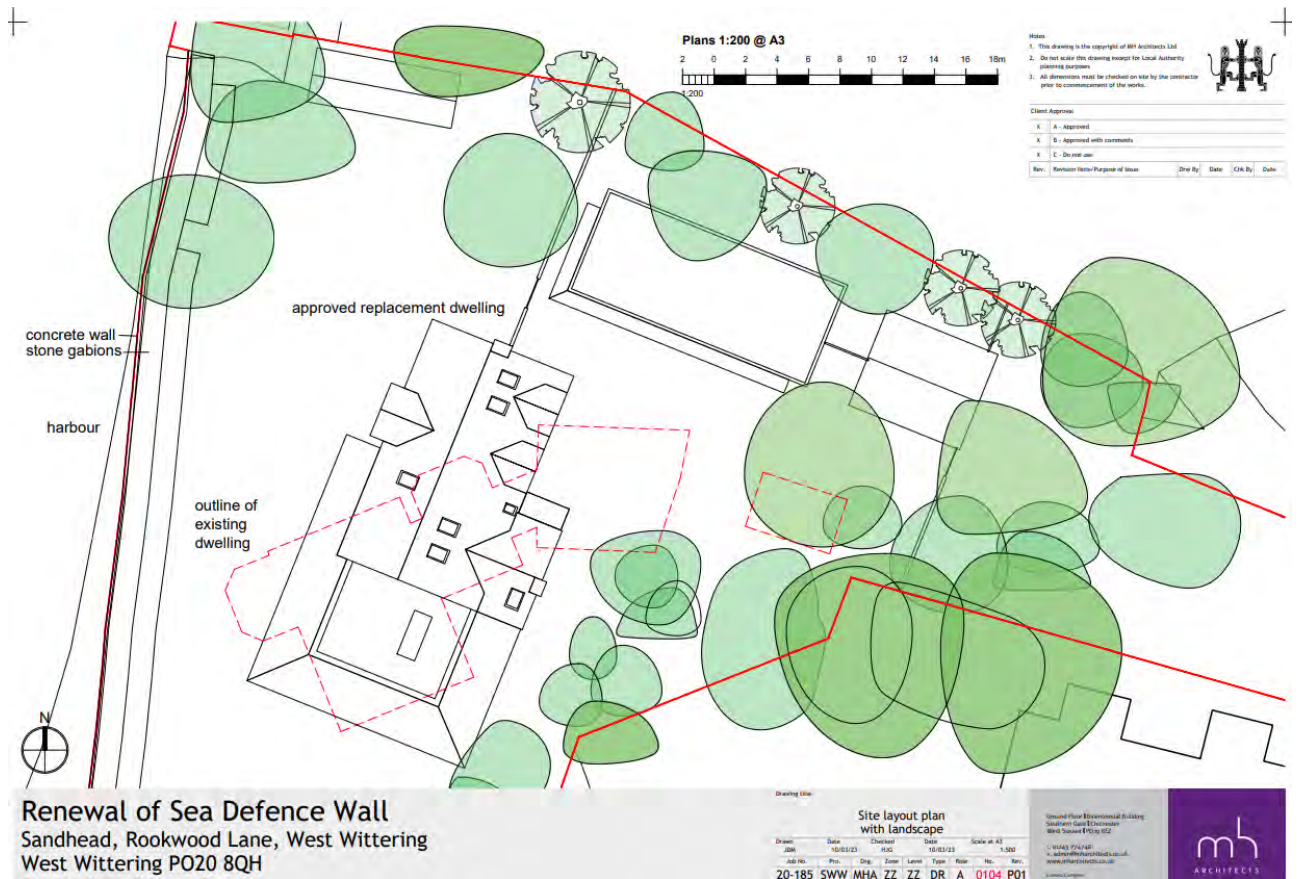 Plans 1:200 @ A3
2 0 2 4 6 8 10 12 14 16 18m
1:200
Notes
1. This drawing is the copyright of MH Architects Ltd
2. Do not scale this drawing except for Local Authority
planning purposes
3. All dimensions must be checked on site by the contractor
prior to commencement of the works.
Client Approval
X A - Approved
X B - Approved with comments
X C - Do not use
Rev. Revision Note/Purpose of Issue Drw By Date Chk By Date
approved replacement dwelling
concrete wall
stone gabions
harbour
outline of
existing
dwelling
N
Renewal of Sea Defence Wall
Sandhead, Rookwood Lane, West Wittering
West Wittering PO20 8QH
Drawing title:
Site layout plan
with landscape
Drawn Date Checked Date Scale at A3
JDM 10/03/23 HJG 10/03/23 1:500
Job No. Pro. Org. Zone Level Type Role No. Rev.
20-185 SWW MHA ZZ ZZ DR A 0104 P01
mh
ARCHITECTS